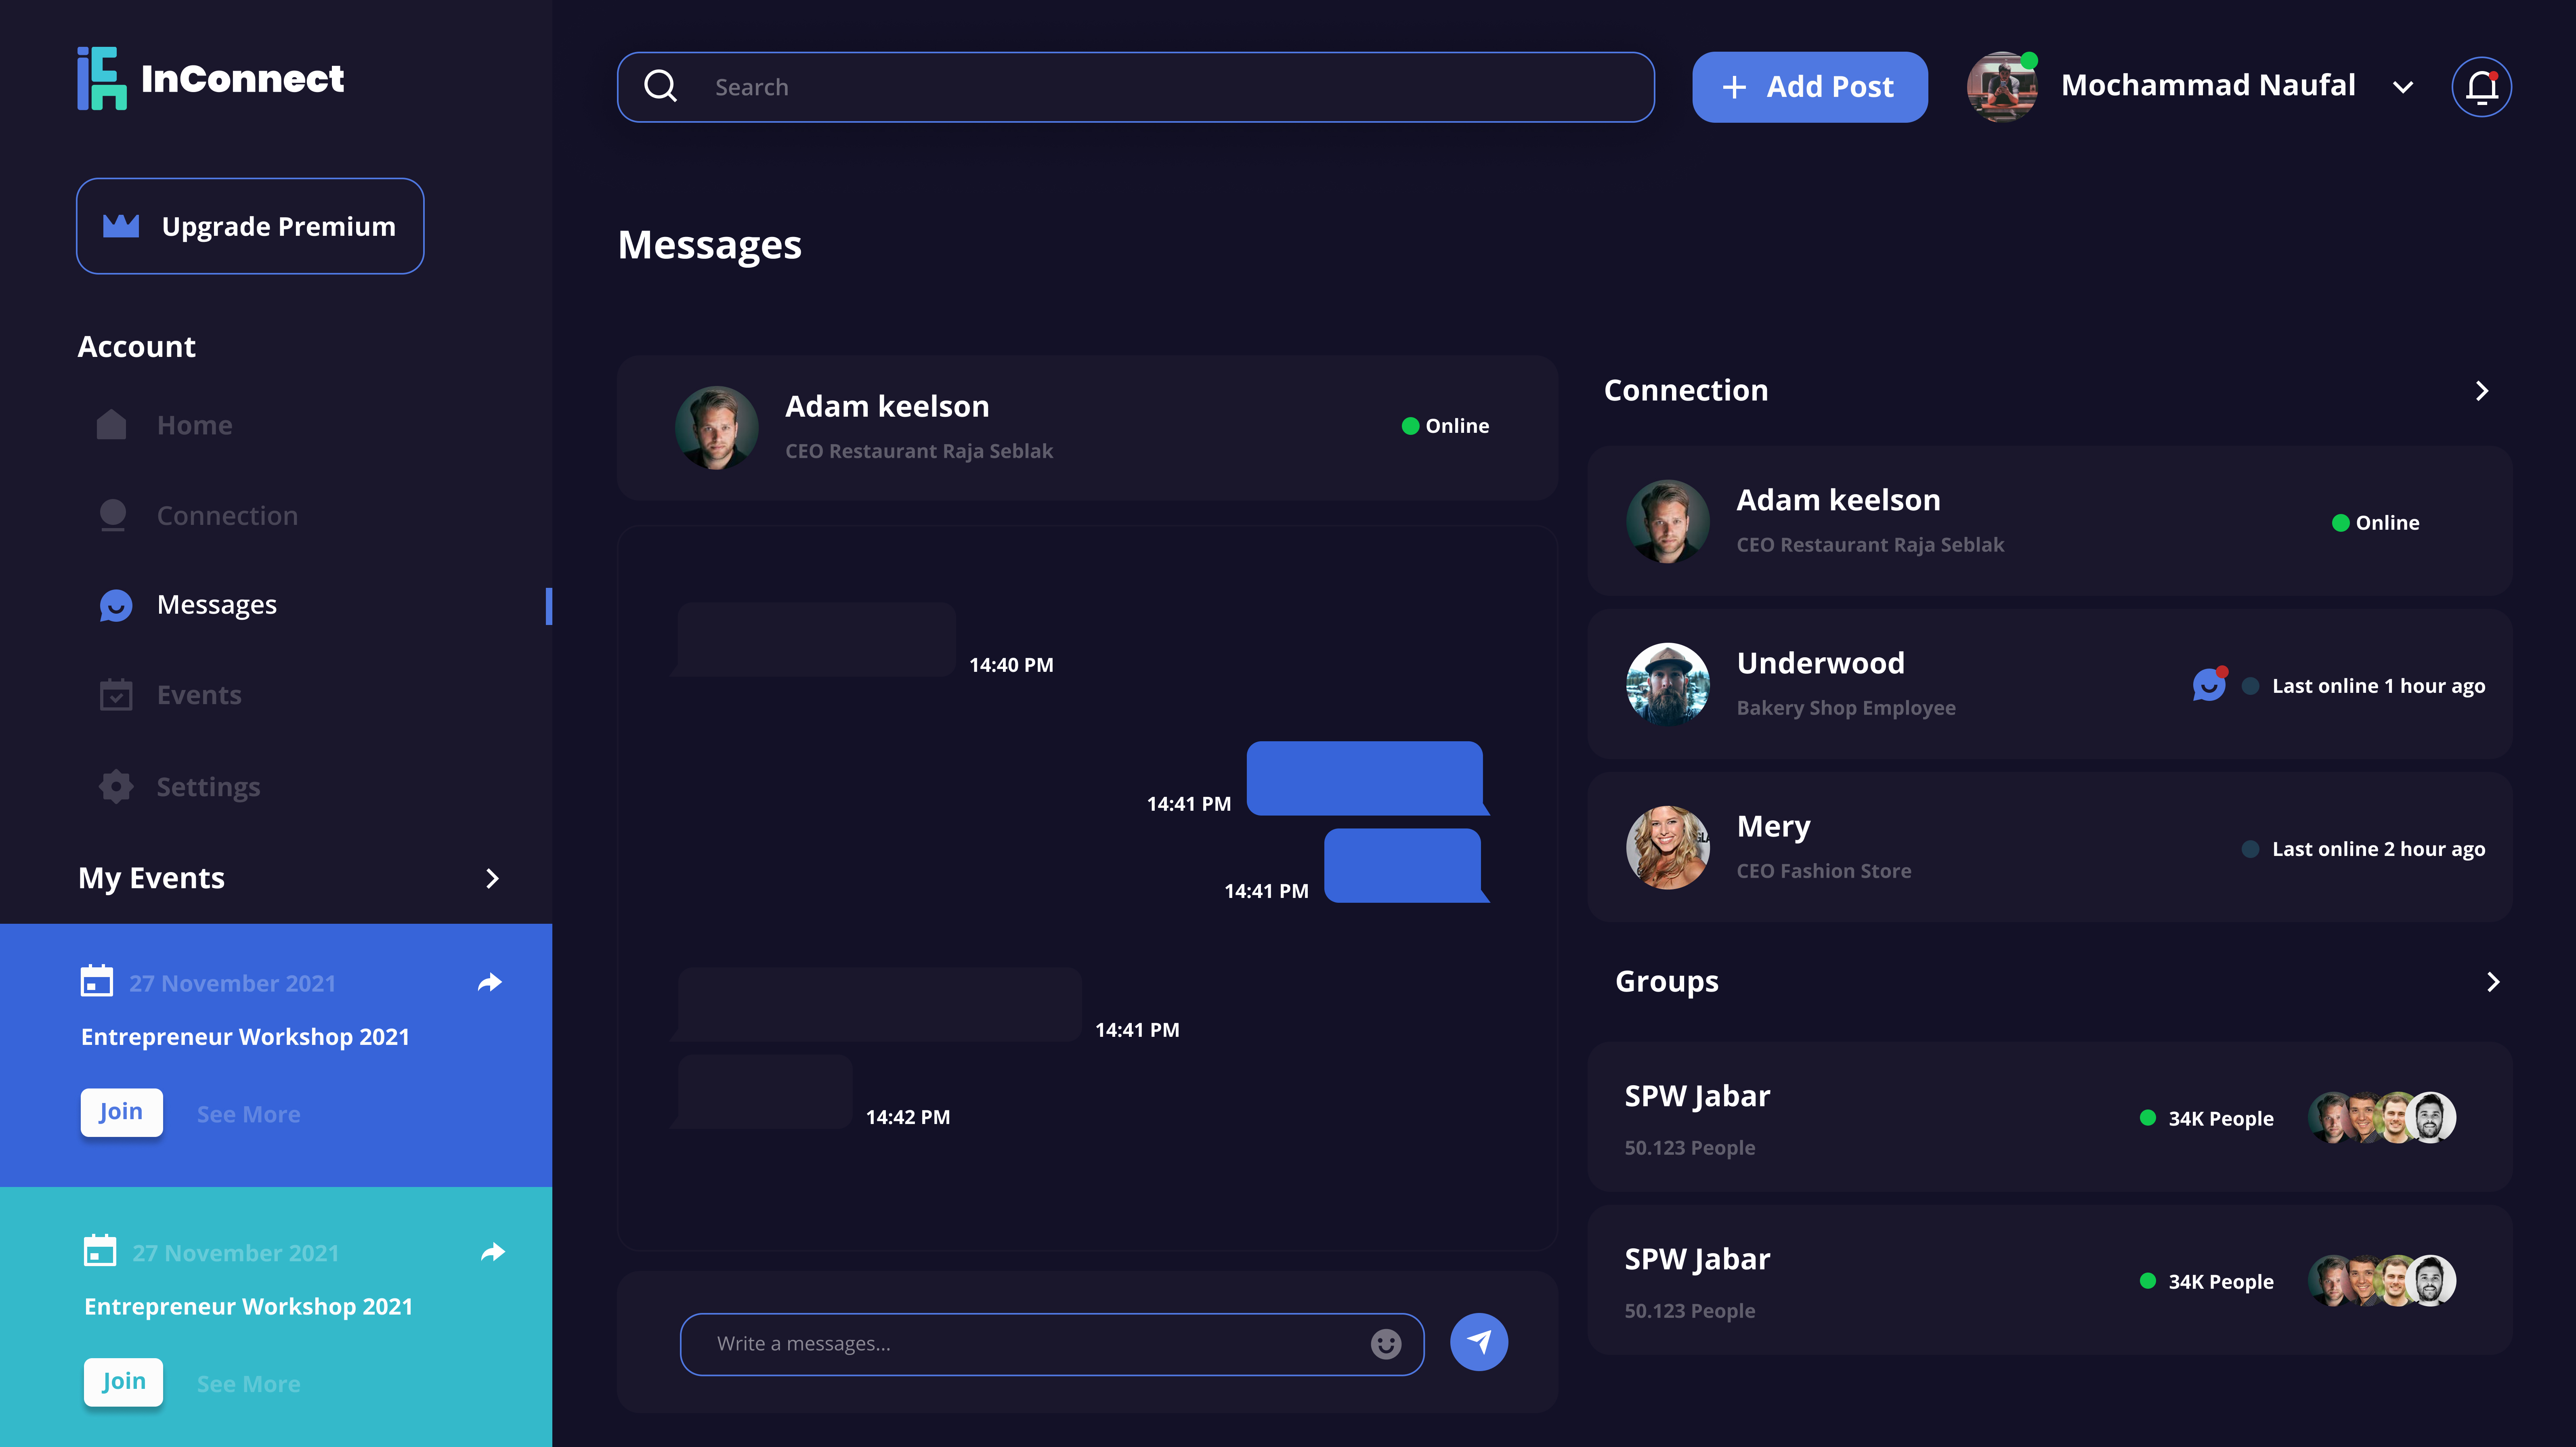 InConnect
Search
Add Post
Mochammad Naufal
Upgrade Premium
Messages
Account
Home
Connection
Messages
Events
Settings
My Events
27 November 2021
Entrepreneur Workshop 2021
Join
See More
27 November 2021
Entrepreneur Workshop 2021
Join
See More
Adam keelson
CEO Restaurant Raja Seblak
Online
14:40 PM
14:41 PM
14:41 PM
14:41 PM
14:42 PM
Write a messages...
Connection
Adam keelson
CEO Restaurant Raja Seblak
Online
Underwood
Bakery Shop Employee
Last online 1 hour ago
Mery
CEO Fashion Store
Last online 2 hour ago
Groups
SPW Jabar
50.123 People
34K People
SPW Jabar
50.123 People
34K People